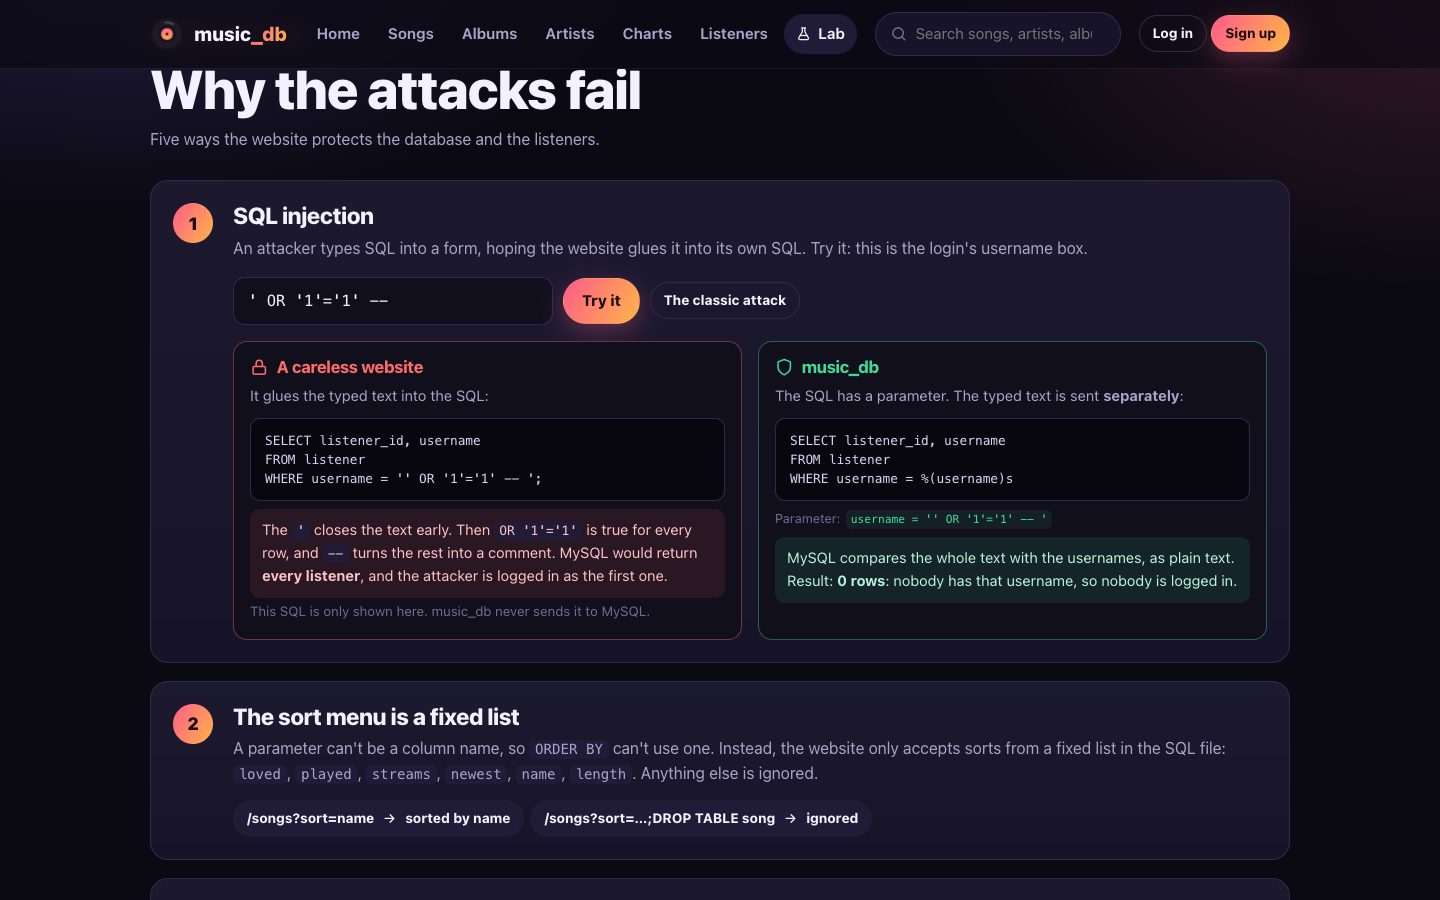 music_db Home Songs Albums Artists Charts Listeners Lab Search songs, artists, albu Log in Sign up
Why the attacks fail
Five ways the website protects the database and the listeners.
1 SQL injection
An attacker types SQL into a form, hoping the website glues it into its own SQL. Try it: this is the login's username box.
' OR '1'='1' -- Try it The classic attack
A careless website
It glues the typed text into the SQL:
SELECT listener_id, username
FROM listener
WHERE username = '' OR '1'='1' -- ';
The ' closes the text early. Then OR '1'='1' is true for every
row, and -- turns the rest into a comment. MySQL would return
every listener, and the attacker is logged in as the first one.
This SQL is only shown here. music_db never sends it to MySQL.
music_db
The SQL has a parameter. The typed text is sent separately:
SELECT listener_id, username
FROM listener
WHERE username = %(username)s
Parameter: username = '' OR '1'='1' -- '
MySQL compares the whole text with the usernames, as plain text.
Result: 0 rows: nobody has that username, so nobody is logged in.
2 The sort menu is a fixed list
A parameter can't be a column name, so ORDER BY can't use one. Instead, the website only accepts sorts from a fixed list in the SQL file:
loved, played, streams, newest, name, length. Anything else is ignored.
/songs?sort=name → sorted by name /songs?sort=...;DROP TABLE song → ignored